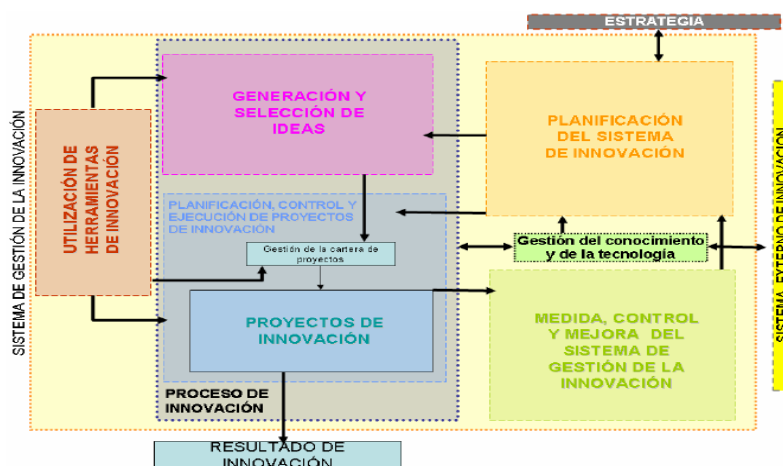 ESTRATEGIA
SISTEMA DE GESTIÓN DE LA INNOVACIÓN
UTILIZACIÓN DE
HERRAMIENTAS
DE INNOVACIÓN
GENERACIÓN Y
SELECCIÓN DE
IDEAS
PLANIFICACIÓN
DEL SISTEMA
DE INNOVACIÓN
PLANIFICACIÓN, CONTROL Y
EJECUCIÓN DE PROYECTOS
DE INNOVACIÓN
Gestión de la cartera de
proyectos
Gestión del conocimiento
y de la tecnología
SISTEMA EXTERNO DE INNOVACIÓN
PROYECTOS DE
INNOVACIÓN
MEDIDA, CONTROL
Y MEJORA DEL
SISTEMA DE
GESTIÓN DE LA
INNOVACIÓN
PROCESO DE
INNOVACIÓN
RESULTADO DE
INNOVACIÓN